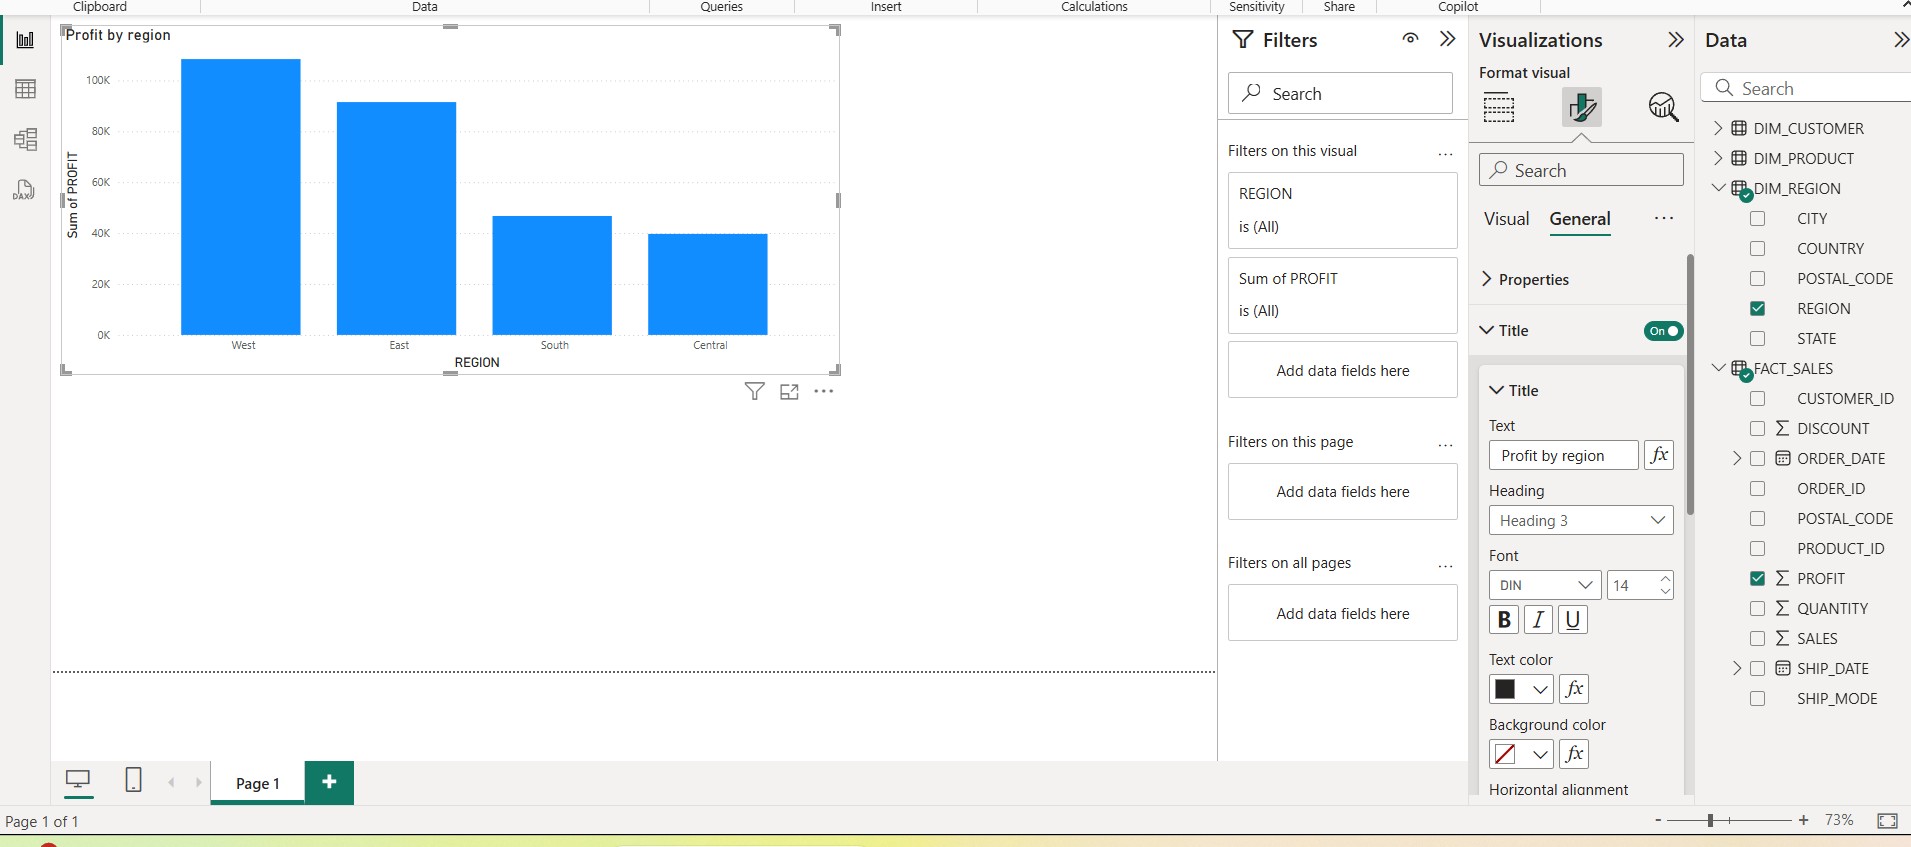 Clipboard
Data
Queries
Insert
Calculations
Sensitivity
Share
Copilot
Profit by region
100K
80K
60K
40K
20K
0K
Sum of PROFIT
West
East
South
Central
REGION
Filters
Search
Filters on this visual
...
REGION
is (All)
Sum of PROFIT
is (All)
Add data fields here
Filters on this page
...
Add data fields here
Filters on all pages
...
Add data fields here
Visualizations
Format visual
Search
Visual
General
...
Properties
Title
On
Title
Text
Profit by region
fx
Heading
Heading 3
Font
DIN
14
B
I
U
Text color
fx
Background color
fx
Horizontal alignment
Data
Search
DIM_CUSTOMER
DIM_PRODUCT
DIM_REGION
CITY
COUNTRY
POSTAL_CODE
REGION
STATE
FACT_SALES
CUSTOMER_ID
∑ DISCOUNT
ORDER_DATE
ORDER_ID
POSTAL_CODE
PRODUCT_ID
∑ PROFIT
∑ QUANTITY
∑ SALES
SHIP_DATE
SHIP_MODE
DAX
Page 1
+
Page 1 of 1
- + 73%